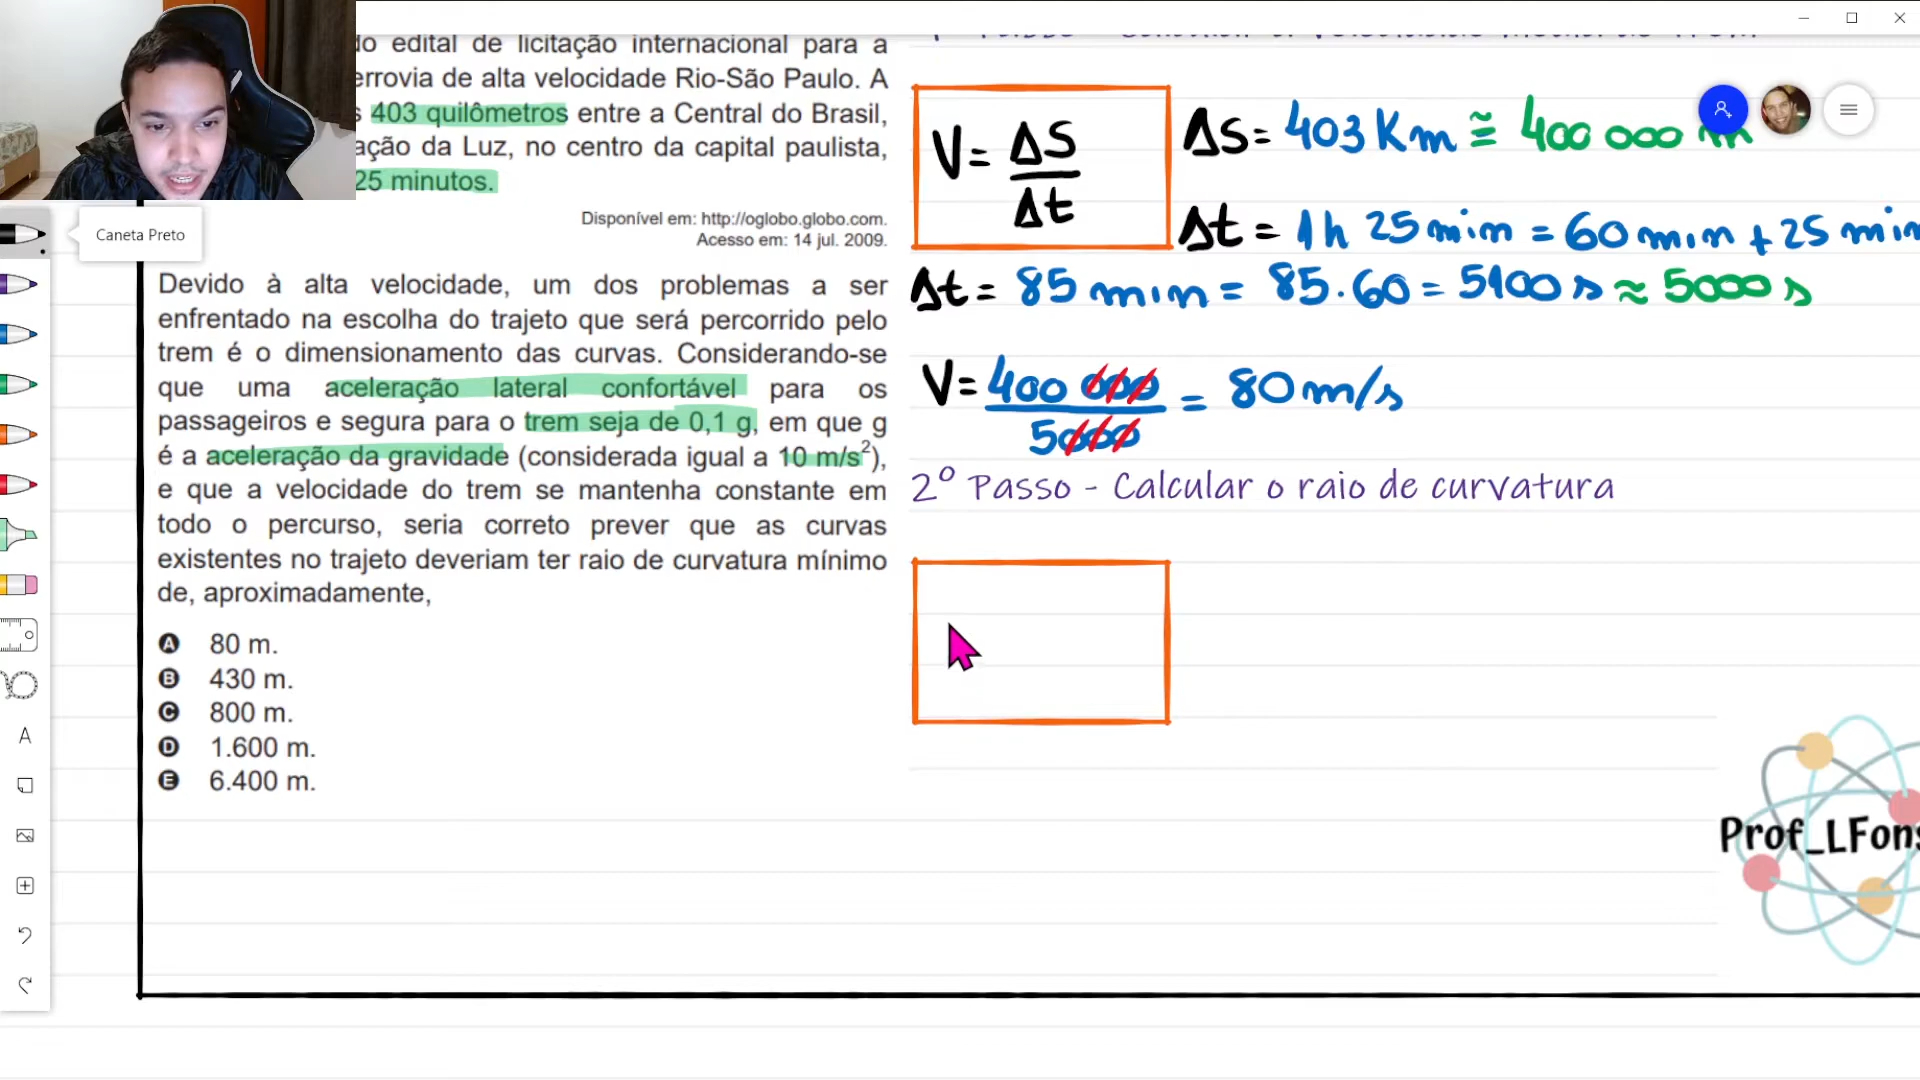 do edital de licitação internacional para a
errovia de alta velocidade Rio-São Paulo. A
s 403 quilômetros entre a Central do Brasil,
ação da Luz, no centro da capital paulista,
25 minutos.
Disponível em: http://oglobo.globo.com.
Acesso em: 14 jul. 2009.
Caneta Preto
Devido à alta velocidade, um dos problemas a ser
enfrentado na escolha do trajeto que será percorrido pelo
trem é o dimensionamento das curvas. Considerando-se
que uma aceleração lateral confortável para os
passageiros e segura para o trem seja de 0,1 g, em que g
é a aceleração da gravidade (considerada igual a 10 m/s²),
e que a velocidade do trem se mantenha constante em
todo o percurso, seria correto prever que as curvas
existentes no trajeto deveriam ter raio de curvatura mínimo
de, aproximadamente,
A 80 m.
B 430 m.
C 800 m.
D 1.600 m.
E 6.400 m.
V= ΔS
Δt
ΔS= 403 Km ≅ 400 000 m
Δt = 1h 25 min = 60 min + 25 min
Δt = 85 min = 85.60 = 5100 s ≈ 5000 s
V= 400 000 = 80 m/s
5000
2º Passo - Calcular o raio de curvatura
Prof_LFons